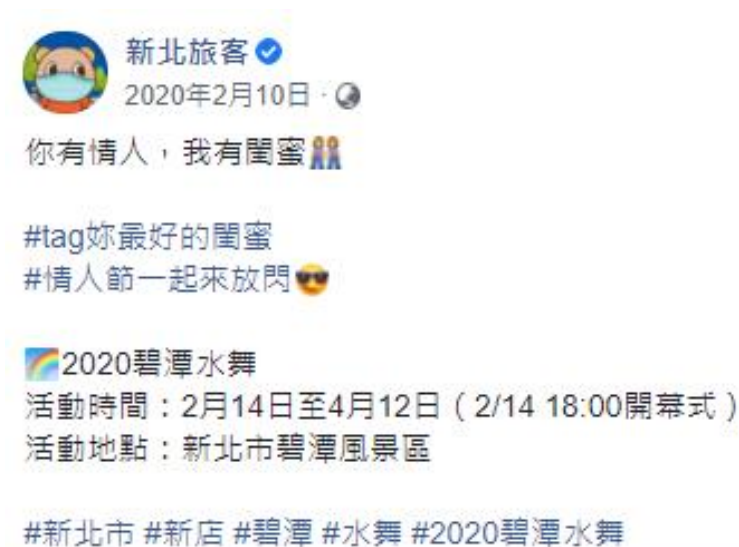 新北旅客
2020年2月10日 ·
你有情人，我有閨蜜👭
#tag妳最好的閨蜜
#情人節一起來放閃😎
🌈2020碧潭水舞
活動時間：2月14日至4月12日（2/14 18:00開幕式）
活動地點：新北市碧潭風景區
#新北市 #新店 #碧潭 #水舞 #2020碧潭水舞